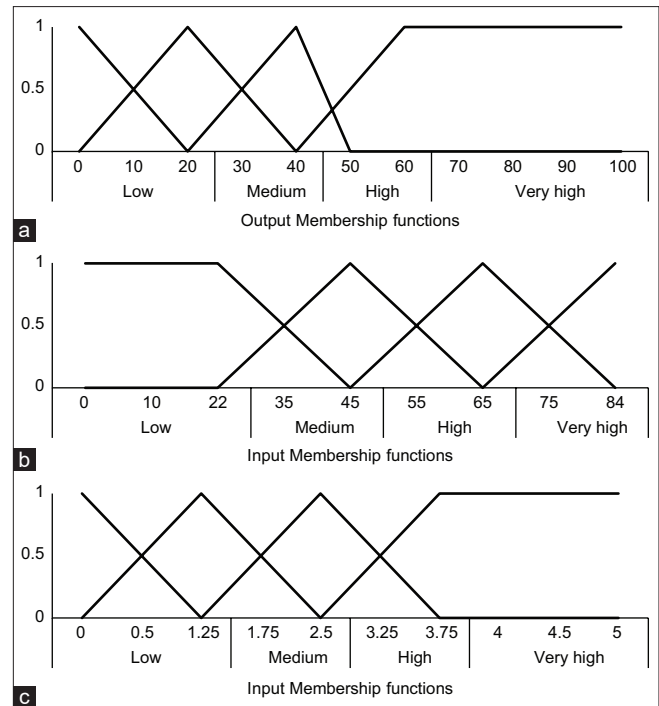 1
0.5
0
0 10 20 30 40 50 60 70 80 90 100
Low Medium High Very high
a Output Membership functions
1
0.5
0
0 10 22 35 45 55 65 75 84
Low Medium High Very high
b Input Membership functions
1
0.5
0
0 0.5 1.25 1.75 2.5 3.25 3.75 4 4.5 5
Low Medium High Very high
c Input Membership functions